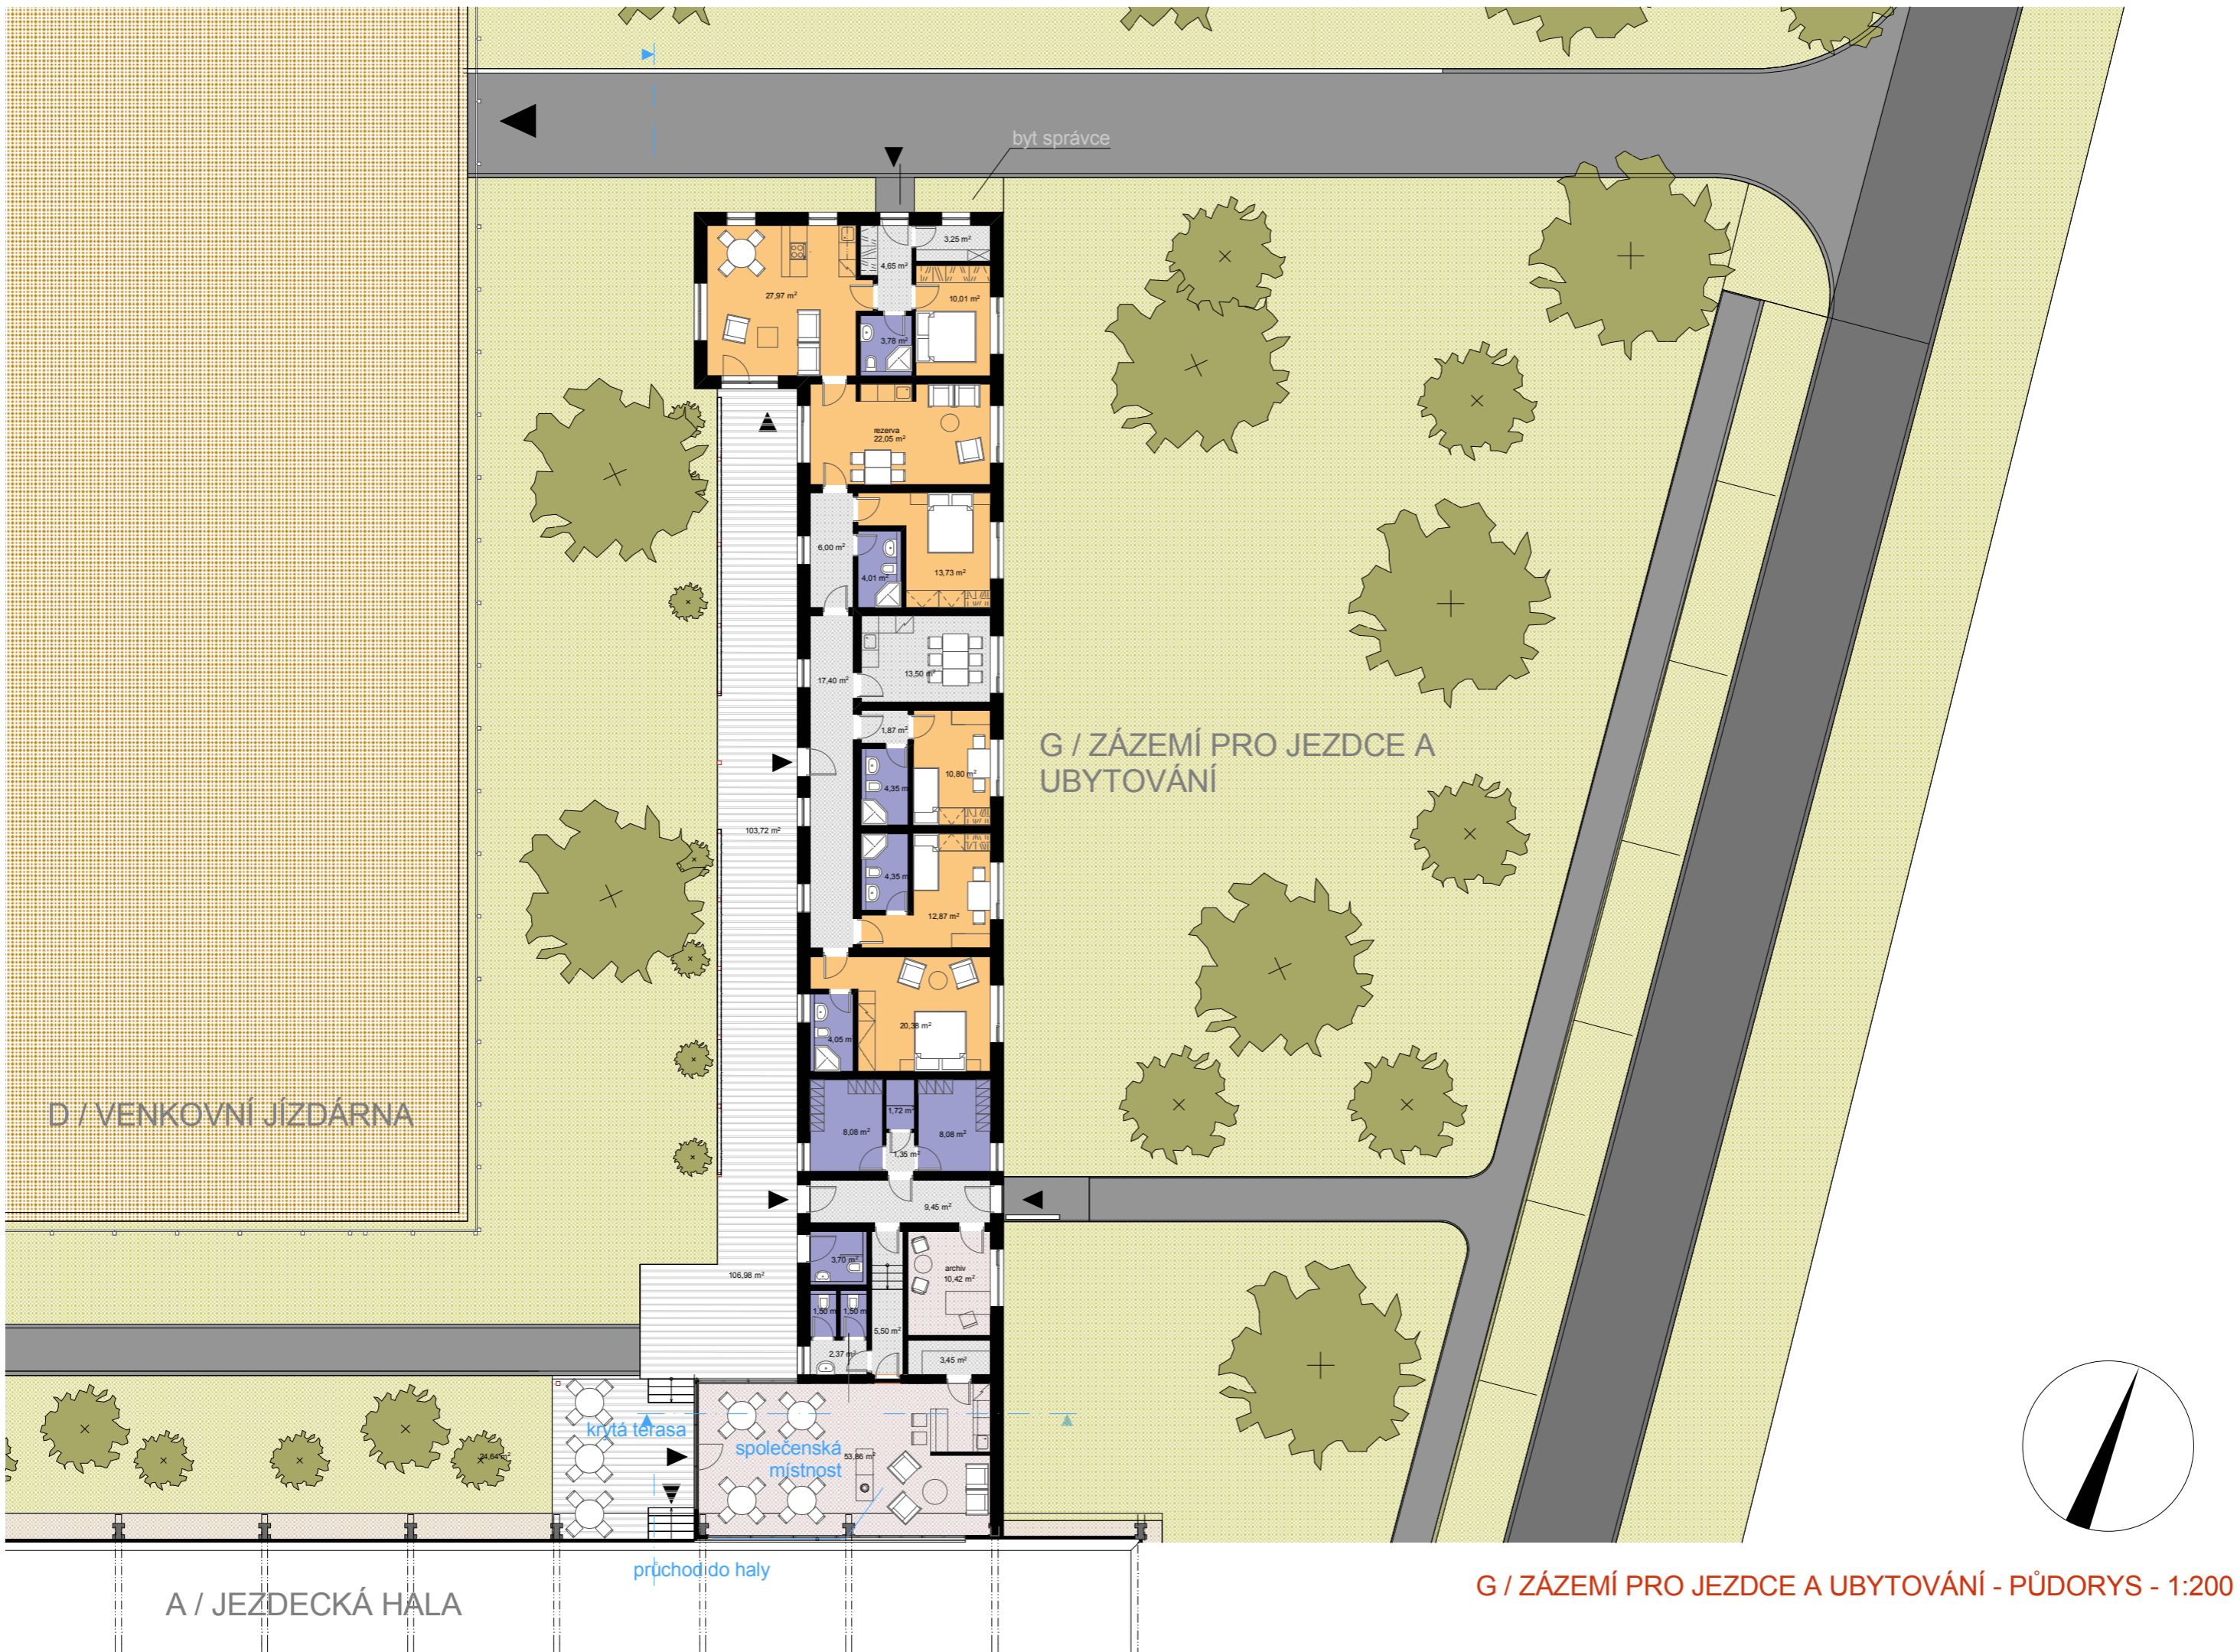 byt správce
3,25 m²
4,65 m²
27,97 m²
10,01 m²
3,78 m²
rezerva
22,05 m²
6,00 m²
4,01 m²
13,73 m²
13,50 m²
17,40 m²
1,87 m²
G / ZÁZEMÍ PRO JEZDCE A
UBYTOVÁNÍ
10,80 m²
4,35 m
103,72 m²
4,35 m
12,87 m²
20,38 m²
4,05 m
D / VENKOVNÍ JÍZDÁRNA
1,72 m²
8,08 m²
8,08 m²
1,35 m²
9,45 m²
3,70 m²
archiv
10,42 m²
106,98 m²
1,50 m
1,50 m
5,50 m²
2,37 m²
3,45 m²
krytá terasa
společenská
místnost
53,86 m²
24,64 m²
průchod do haly
A / JEZDECKÁ HALA
G / ZÁZEMÍ PRO JEZDCE A UBYTOVÁNÍ - PŮDORYS - 1:200